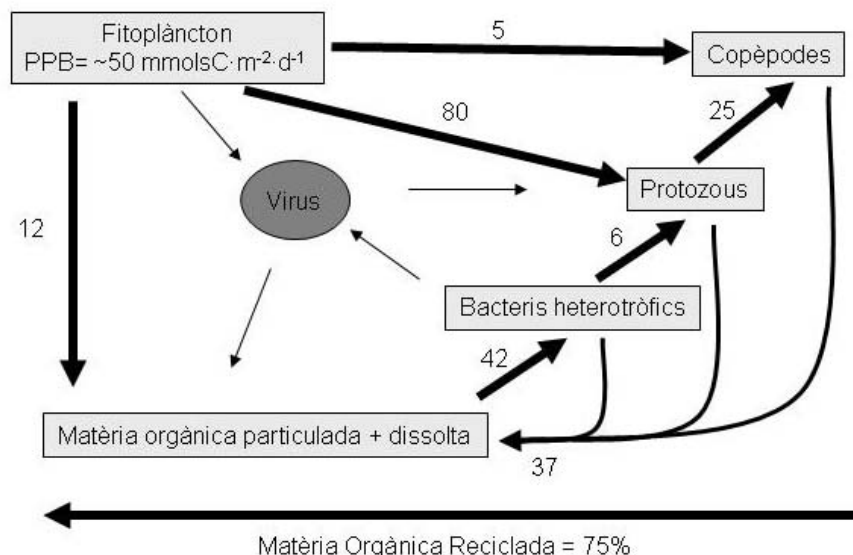 Fitoplàncton
PPB= ~50 mmolsC·m-²·d-¹
5
Copèpodes
80
25
Virus
Protozous
12
6
Bacteris heterotròfics
42
Matèria orgànica particulada + dissolta
37
Matèria Orgànica Reciclada = 75%